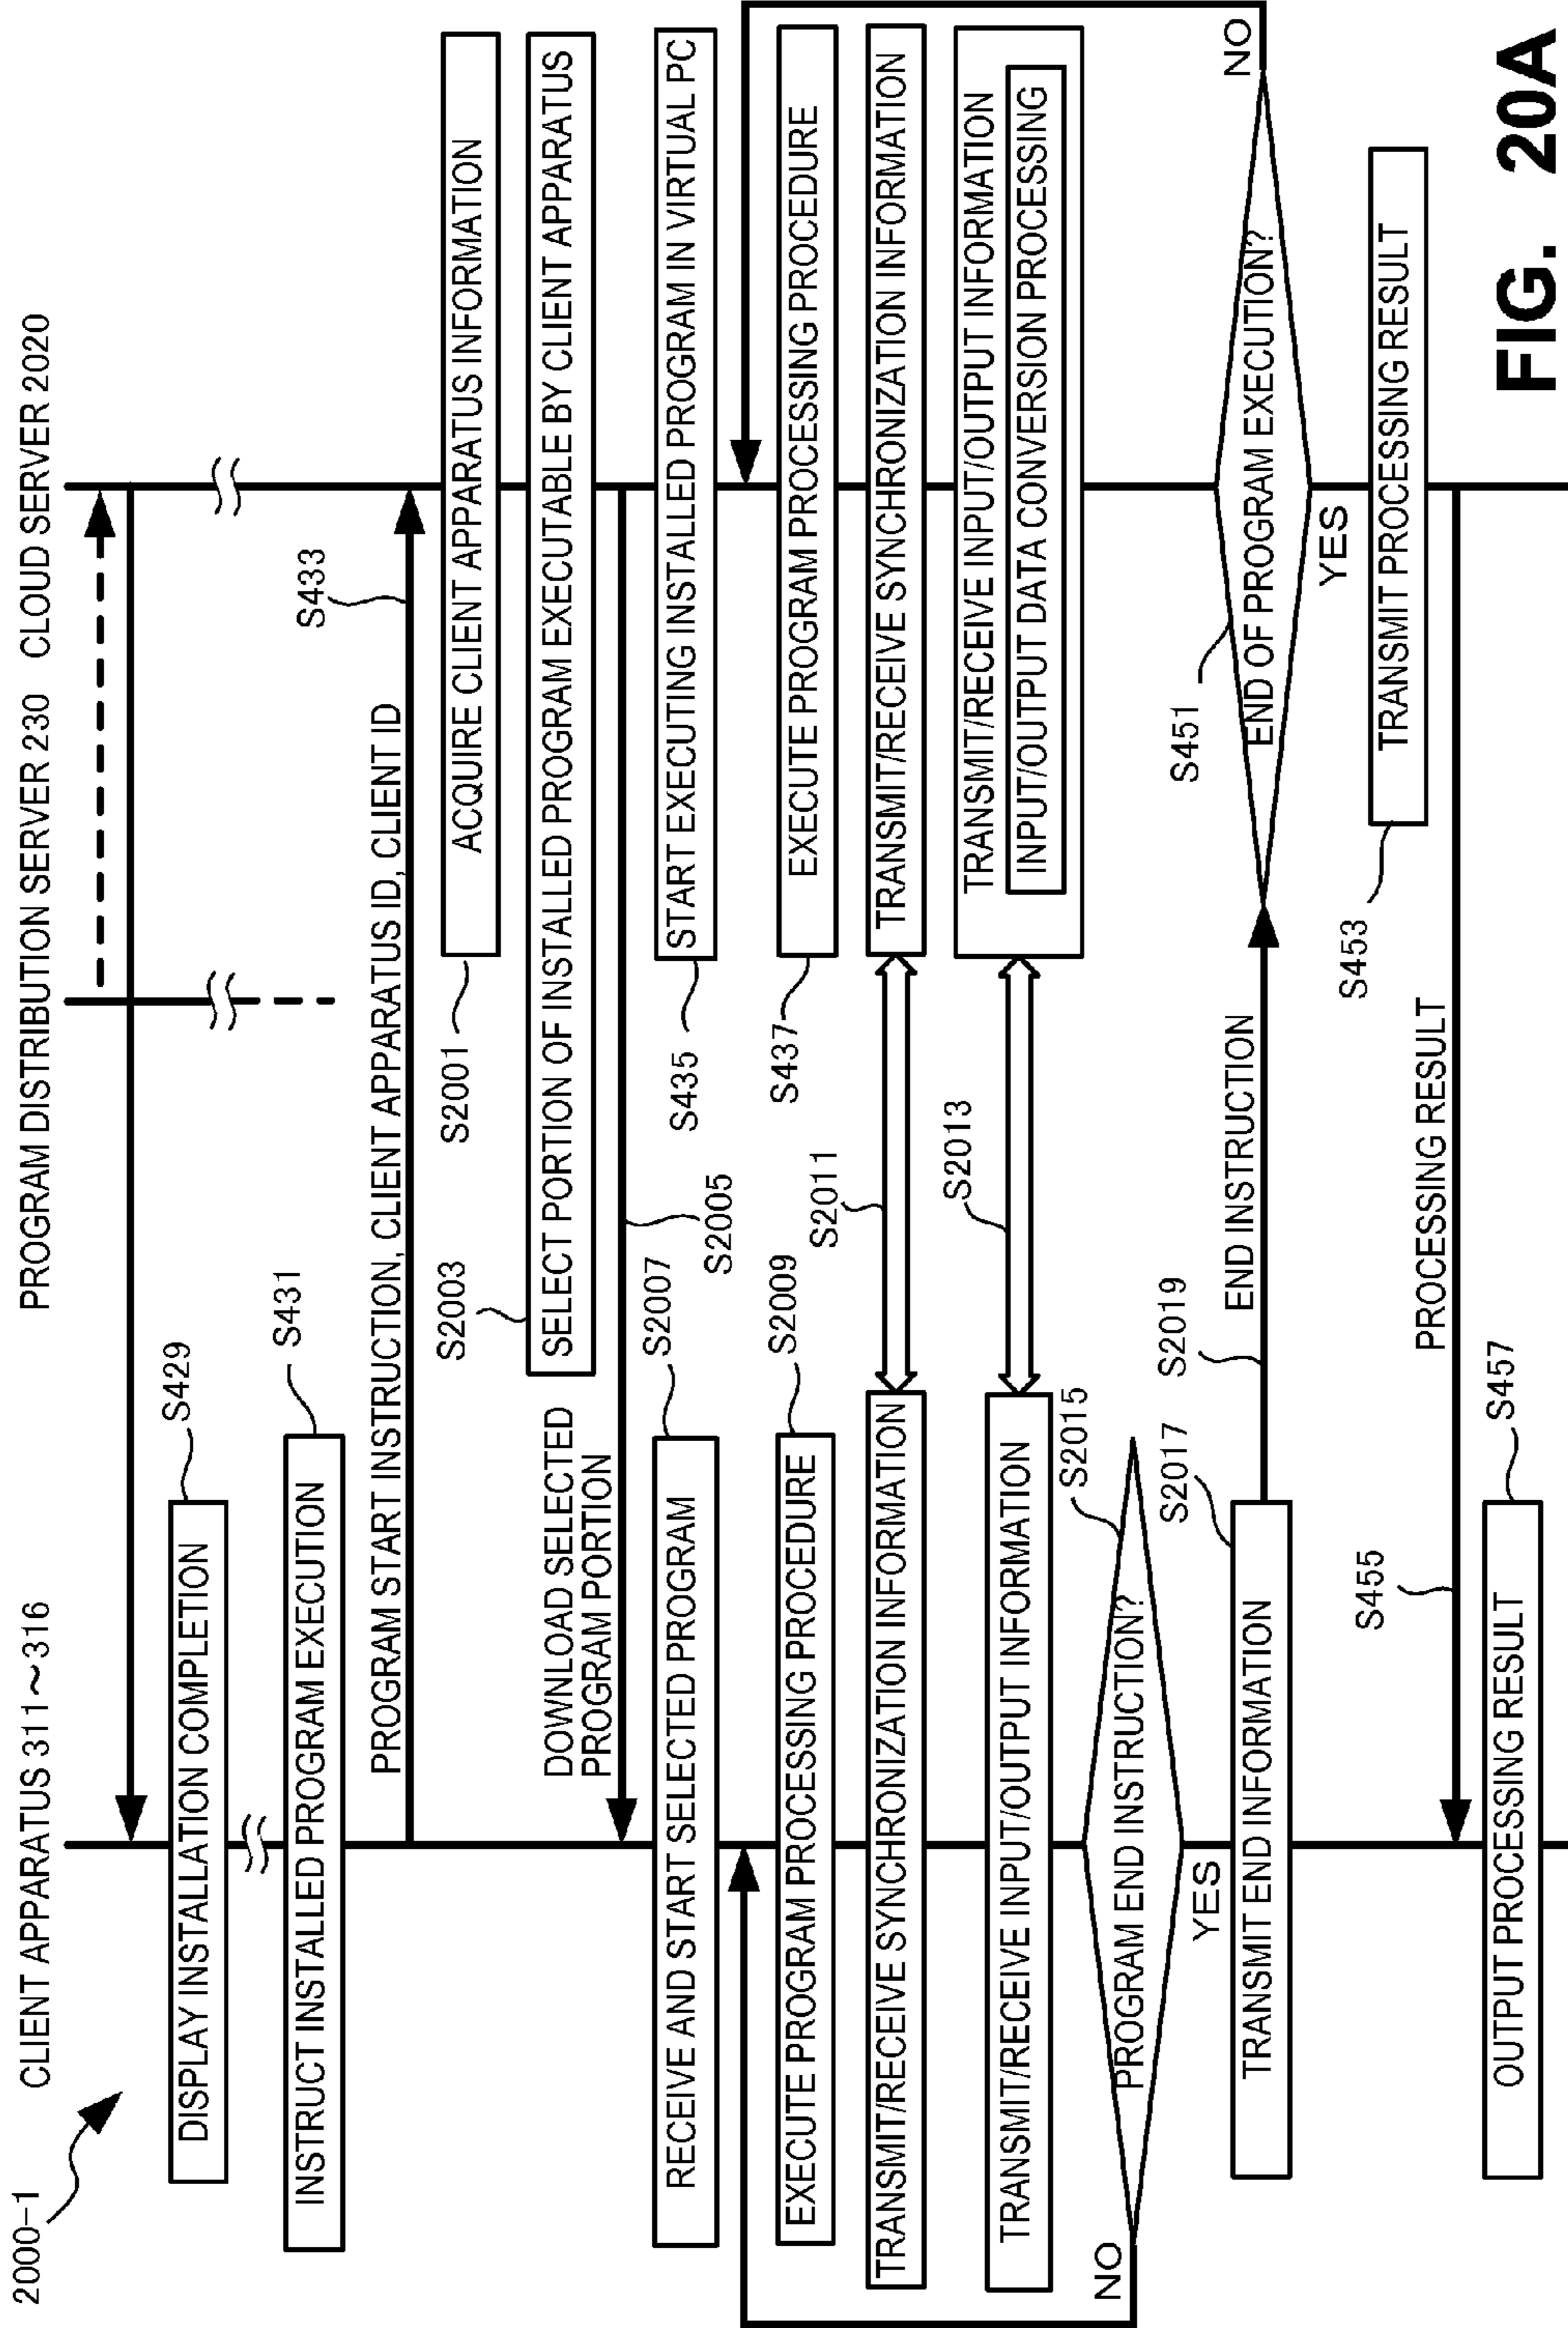 2000-1
CLIENT APPARATUS 311~316
PROGRAM DISTRIBUTION SERVER 230
CLOUD SERVER 2020
S429
DISPLAY INSTALLATION COMPLETION
S431
INSTRUCT INSTALLED PROGRAM EXECUTION
S433
PROGRAM START INSTRUCTION, CLIENT APPARATUS ID, CLIENT ID
S2001
ACQUIRE CLIENT APPARATUS INFORMATION
S2003
SELECT PORTION OF INSTALLED PROGRAM EXECUTABLE BY CLIENT APPARATUS
DOWNLOAD SELECTED
PROGRAM PORTION
S2005
S2007
RECEIVE AND START SELECTED PROGRAM
S435
START EXECUTING INSTALLED PROGRAM IN VIRTUAL PC
S2009
EXECUTE PROGRAM PROCESSING PROCEDURE
S437
EXECUTE PROGRAM PROCESSING PROCEDURE
S2011
TRANSMIT/RECEIVE SYNCHRONIZATION INFORMATION
TRANSMIT/RECEIVE SYNCHRONIZATION INFORMATION
S2013
TRANSMIT/RECEIVE INPUT/OUTPUT INFORMATION
TRANSMIT/RECEIVE INPUT/OUTPUT INFORMATION
INPUT/OUTPUT DATA CONVERSION PROCESSING
S2015
PROGRAM END INSTRUCTION?
NO
YES
S2017
TRANSMIT END INFORMATION
S2019
END INSTRUCTION
S451
END OF PROGRAM EXECUTION?
NO
YES
S453
TRANSMIT PROCESSING RESULT
S455
PROCESSING RESULT
S457
OUTPUT PROCESSING RESULT
FIG. 20A